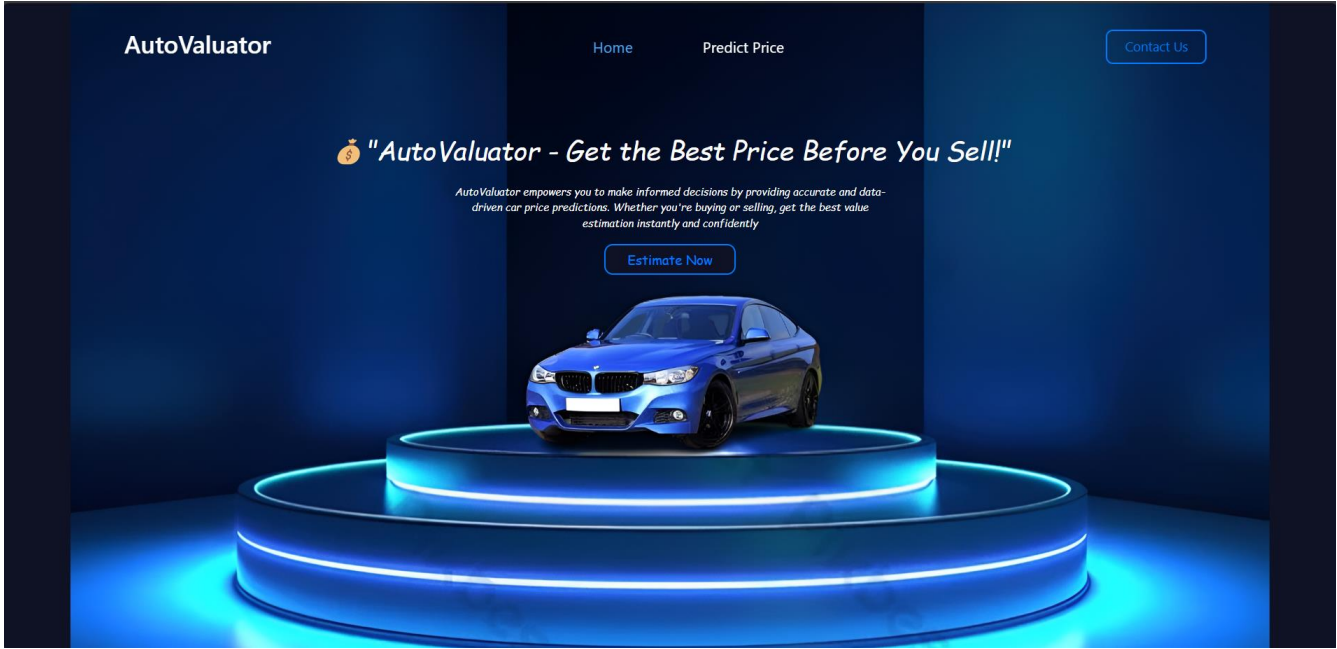 AutoValuator
Home
Predict Price
Contact Us
💰"AutoValuator - Get the Best Price Before You Sell!"
AutoValuator empowers you to make informed decisions by providing accurate and data-
driven car price predictions. Whether you're buying or selling, get the best value
estimation instantly and confidently
Estimate Now